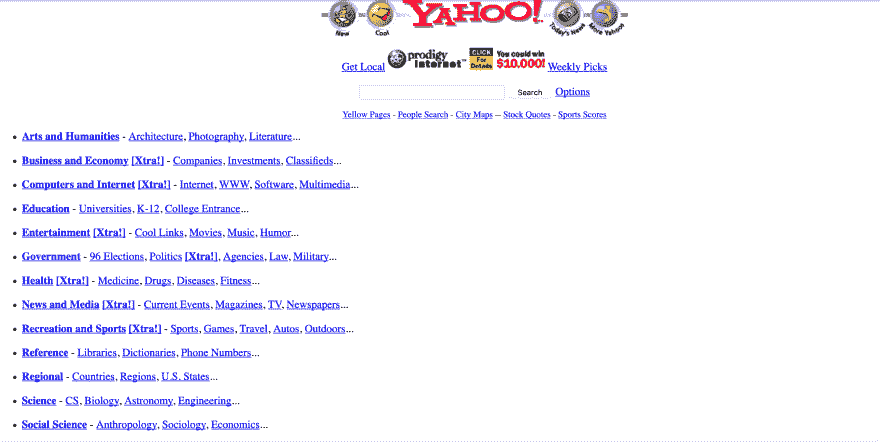 YAHOO!
New Cool Today's News More Yahoos
Get Local prodigy Internet™ CLICK For Details You could win $10,000! Weekly Picks
Search Options
Yellow Pages - People Search - City Maps -- Stock Quotes - Sports Scores
• Arts and Humanities - Architecture, Photography, Literature...
• Business and Economy [Xtra!] - Companies, Investments, Classifieds...
• Computers and Internet [Xtra!] - Internet, WWW, Software, Multimedia...
• Education - Universities, K-12, College Entrance...
• Entertainment [Xtra!] - Cool Links, Movies, Music, Humor...
• Government - 96 Elections, Politics [Xtra!], Agencies, Law, Military...
• Health [Xtra!] - Medicine, Drugs, Diseases, Fitness...
• News and Media [Xtra!] - Current Events, Magazines, TV, Newspapers...
• Recreation and Sports [Xtra!] - Sports, Games, Travel, Autos, Outdoors...
• Reference - Libraries, Dictionaries, Phone Numbers...
• Regional - Countries, Regions, U.S. States...
• Science - CS, Biology, Astronomy, Engineering...
• Social Science - Anthropology, Sociology, Economics...